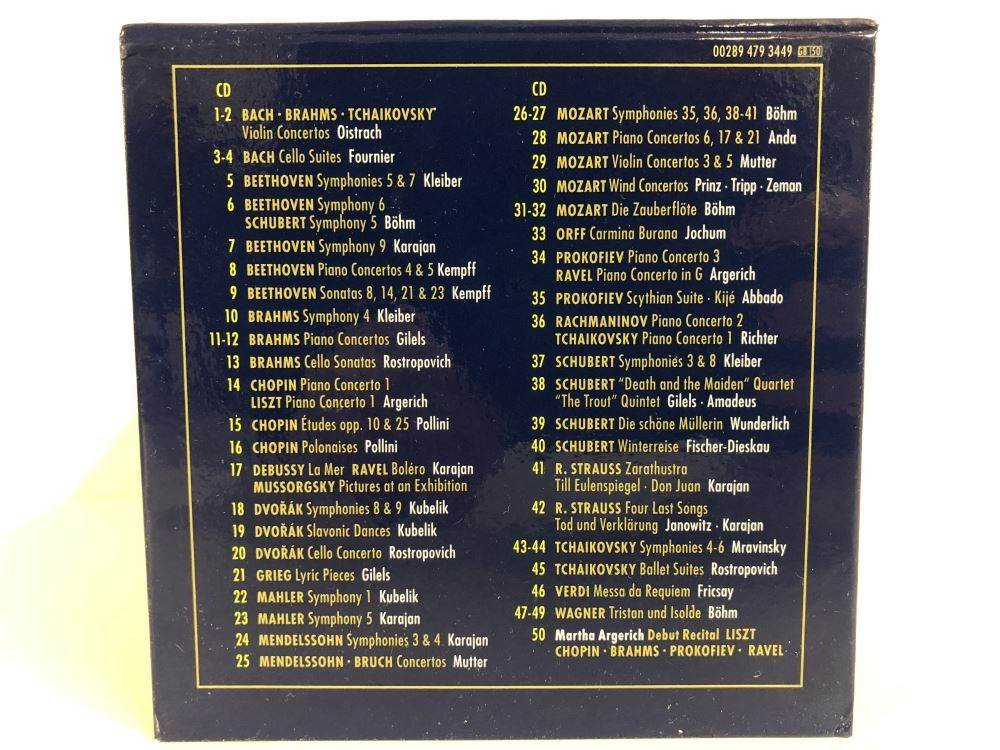 00289 479 3449 GB ISO
CD
1-2 BACH · BRAHMS · TCHAIKOVSKY
Violin Concertos Oistrach
3-4 BACH Cello Suites Fournier
5 BEETHOVEN Symphonies 5 & 7 Kleiber
6 BEETHOVEN Symphony 6
SCHUBERT Symphony 5 Böhm
7 BEETHOVEN Symphony 9 Karajan
8 BEETHOVEN Piano Concertos 4 & 5 Kempff
9 BEETHOVEN Sonatas 8, 14, 21 & 23 Kempff
10 BRAHMS Symphony 4 Kleiber
11-12 BRAHMS Piano Concertos Gilels
13 BRAHMS Cello Sonatas Rostropovich
14 CHOPIN Piano Concerto 1
LISZT Piano Concerto 1 Argerich
15 CHOPIN Études opp. 10 & 25 Pollini
16 CHOPIN Polonaises Pollini
17 DEBUSSY La Mer RAVEL Boléro Karajan
MUSSORGSKY Pictures at an Exhibition
18 DVOŘÁK Symphonies 8 & 9 Kubelik
19 DVOŘÁK Slavonic Dances Kubelik
20 DVOŘÁK Cello Concerto Rostropovich
21 GRIEG Lyric Pieces Gilels
22 MAHLER Symphony 1 Kubelik
23 MAHLER Symphony 5 Karajan
24 MENDELSSOHN Symphonies 3 & 4 Karajan
25 MENDELSSOHN · BRUCH Concertos Mutter
CD
26-27 MOZART Symphonies 35, 36, 38-41 Böhm
28 MOZART Piano Concertos 6, 17 & 21 Anda
29 MOZART Violin Concertos 3 & 5 Mutter
30 MOZART Wind Concertos Prinz · Tripp · Zeman
31-32 MOZART Die Zauberflöte Böhm
33 ORFF Carmina Burana Jochum
34 PROKOFIEV Piano Concerto 3
RAVEL Piano Concerto in G Argerich
35 PROKOFIEV Scythian Suite · Kijé Abbado
36 RACHMANINOV Piano Concerto 2
TCHAIKOVSKY Piano Concerto 1 Richter
37 SCHUBERT Symphonies 3 & 8 Kleiber
38 SCHUBERT “Death and the Maiden“ Quartet
“The Trout” Quintet Gilels · Amadeus
39 SCHUBERT Die schöne Müllerin Wunderlich
40 SCHUBERT Winterreise Fischer-Dieskau
41 R. STRAUSS Zarathustra
Till Eulenspiegel · Don Juan Karajan
42 R. STRAUSS Four Last Songs
Tod und Verklärung Janowitz · Karajan
43-44 TCHAIKOVSKY Symphonies 4-6 Mravinsky
45 TCHAIKOVSKY Ballet Suites Rostropovich
46 VERDI Messa da Requiem Fricsay
47-49 WAGNER Tristan und Isolde Böhm
50 Martha Argerich Debut Recital LISZT
CHOPIN · BRAHMS · PROKOFIEV · RAVEL